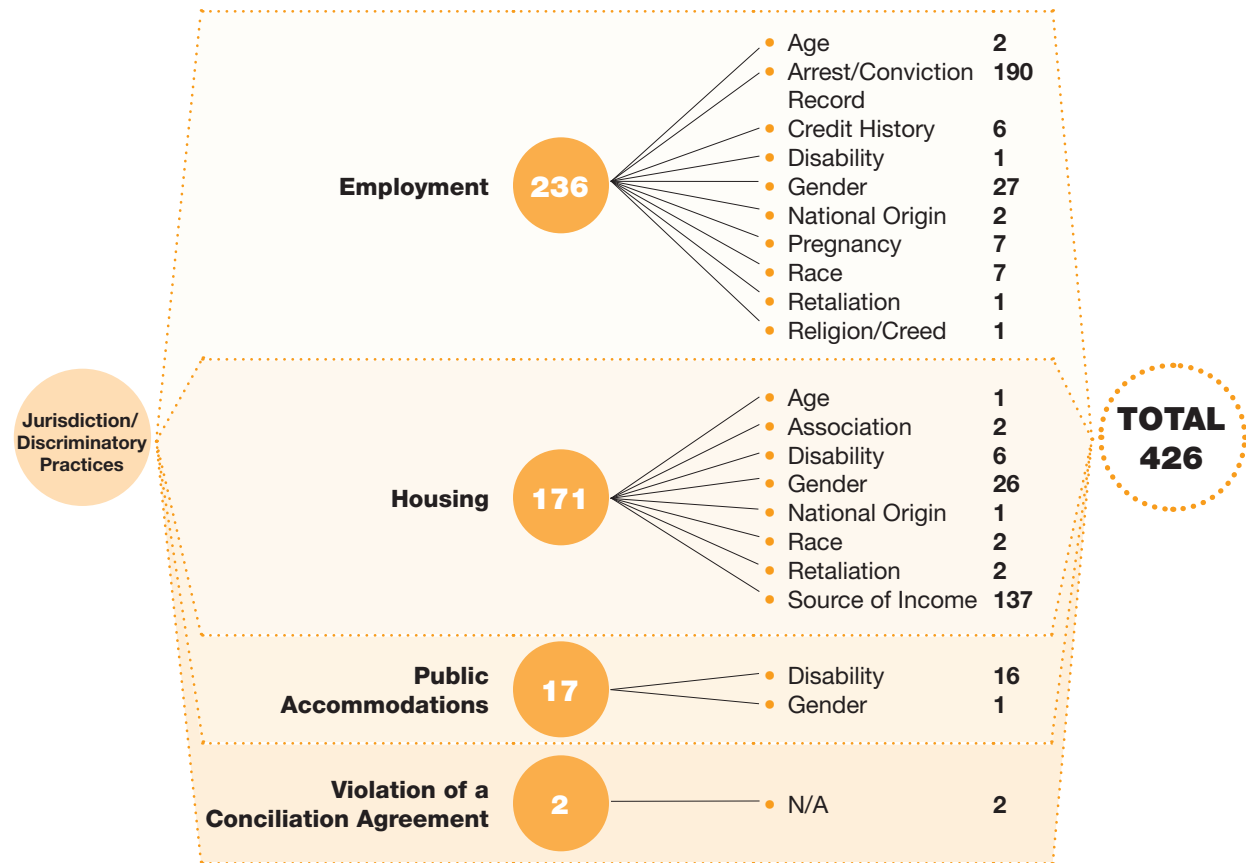 Jurisdiction/
Discriminatory
Practices
Employment 236
Age 2
Arrest/Conviction 190
Record
Credit History 6
Disability 1
Gender 27
National Origin 2
Pregnancy 7
Race 7
Retaliation 1
Religion/Creed 1
Housing 171
Age 1
Association 2
Disability 6
Gender 26
National Origin 1
Race 2
Retaliation 2
Source of Income 137
Public
Accommodations
17
Disability 16
Gender 1
Violation of a
Conciliation Agreement
2
N/A 2
TOTAL
426